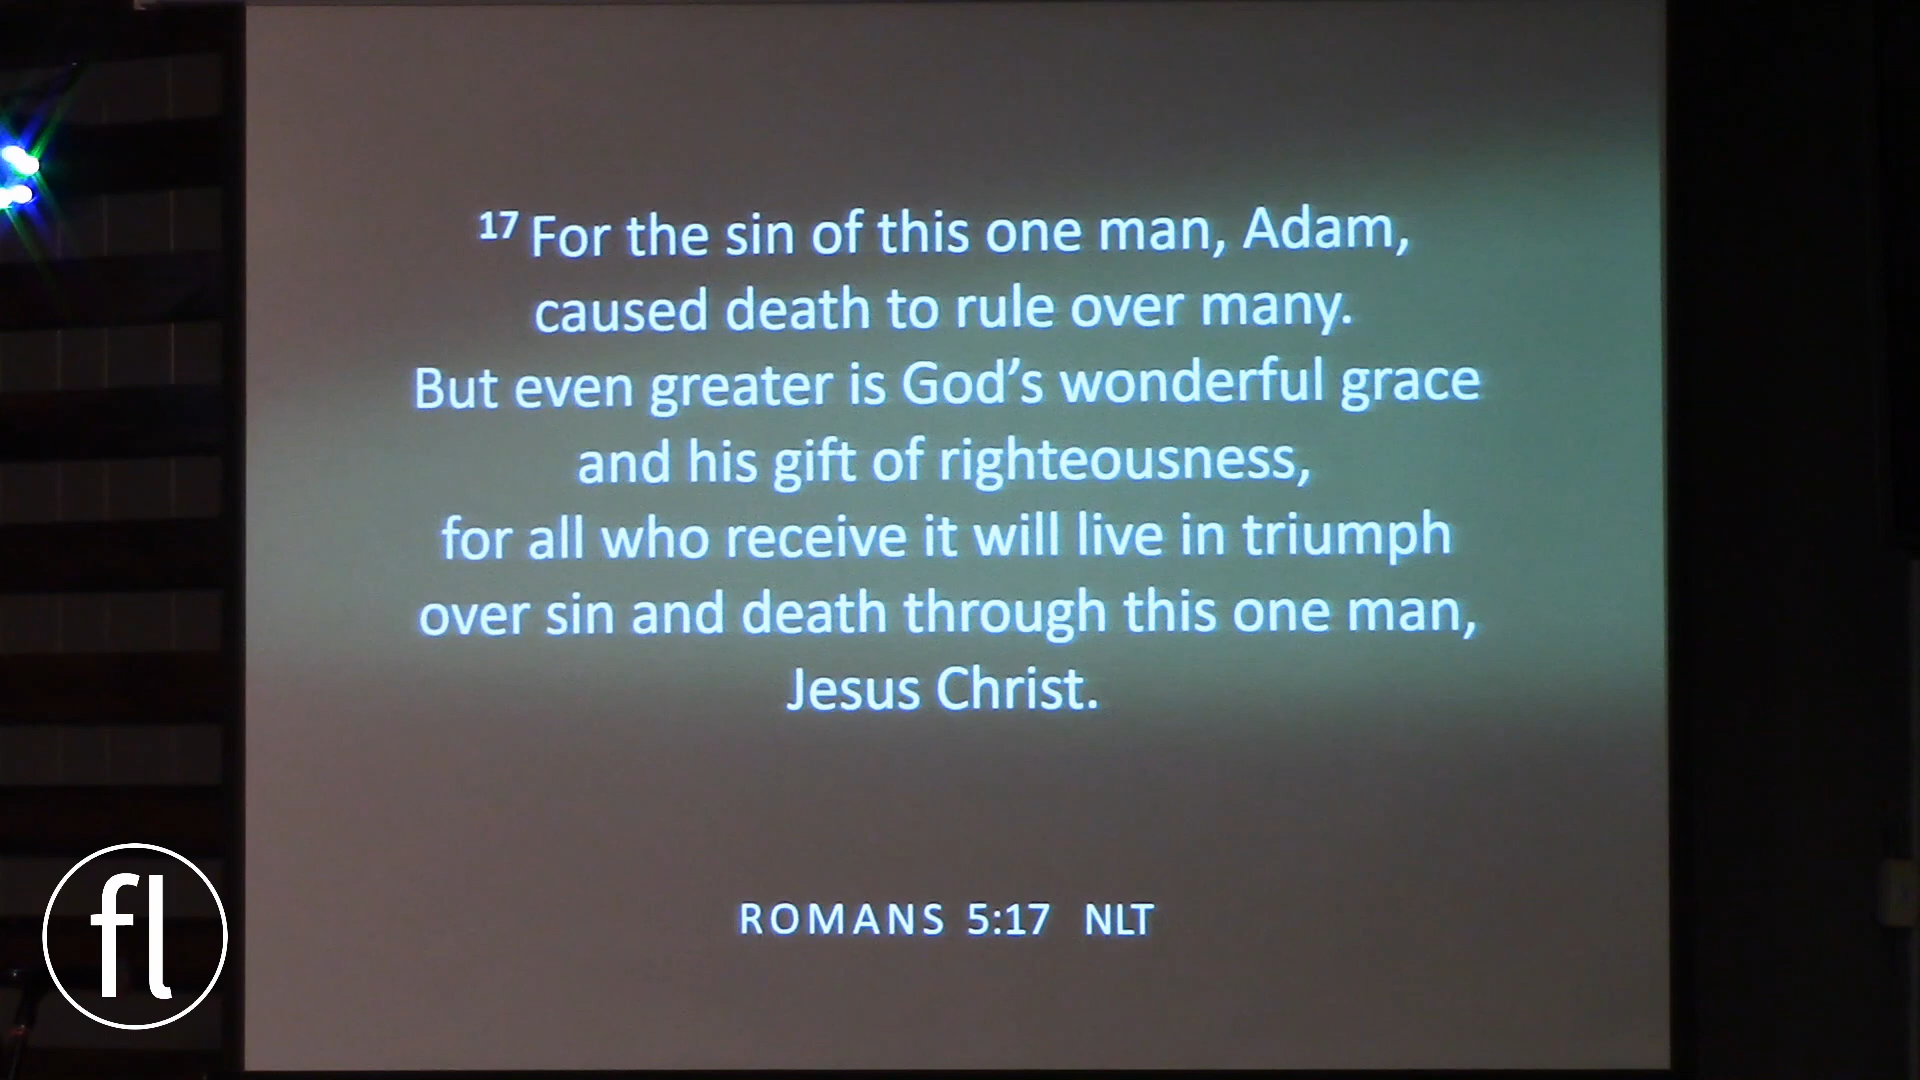 17 For the sin of this one man, Adam,
caused death to rule over many.
But even greater is God’s wonderful grace
and his gift of righteousness,
for all who receive it will live in triumph
over sin and death through this one man,
Jesus Christ.
ROMANS 5:17 NLT
fl